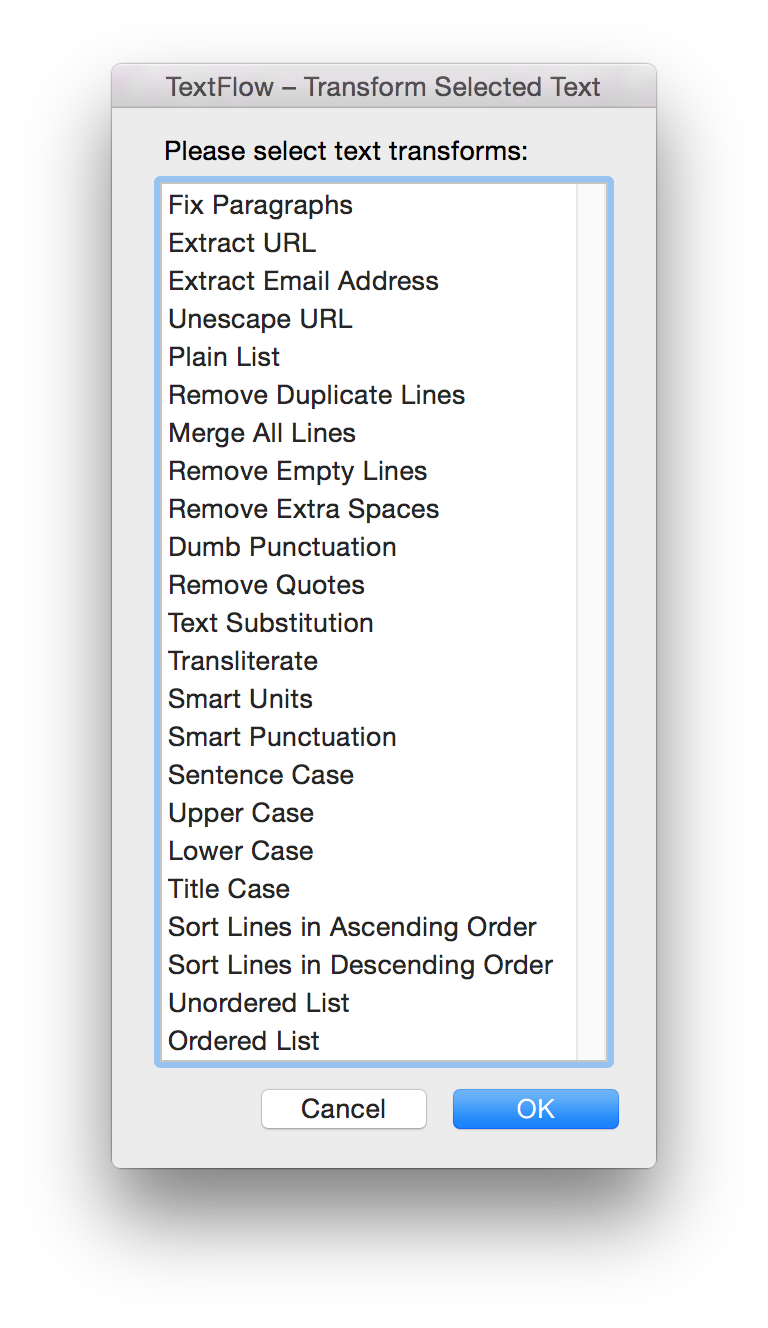 TextFlow – Transform Selected Text
Please select text transforms:
Fix Paragraphs
Extract URL
Extract Email Address
Unescape URL
Plain List
Remove Duplicate Lines
Merge All Lines
Remove Empty Lines
Remove Extra Spaces
Dumb Punctuation
Remove Quotes
Text Substitution
Transliterate
Smart Units
Smart Punctuation
Sentence Case
Upper Case
Lower Case
Title Case
Sort Lines in Ascending Order
Sort Lines in Descending Order
Unordered List
Ordered List
Cancel OK